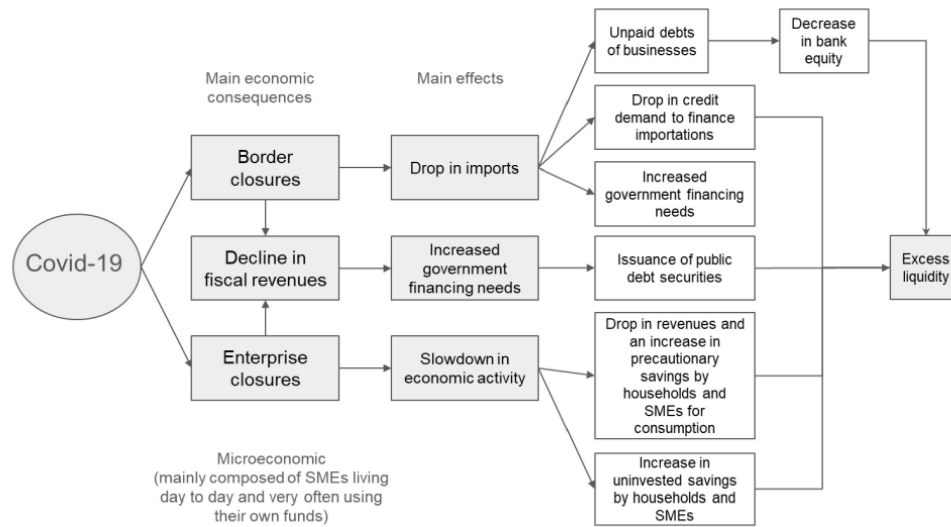 Main economic
consequences
Main effects
Covid-19
Border
closures
Decline in
fiscal revenues
Enterprise
closures
Drop in imports
Increased
government
financing needs
Slowdown in
economic activity
Unpaid debts
of businesses
Decrease
in bank
equity
Drop in credit
demand to finance
importations
Increased
government financing
needs
Issuance of public
debt securities
Drop in revenues and
an increase in
precautionary
savings by
households and
SMEs for
consumption
Increase in
uninvested savings
by households and
SMEs
Excess
liquidity
Microeconomic
(mainly composed of SMEs living
day to day and very often using
their own funds)